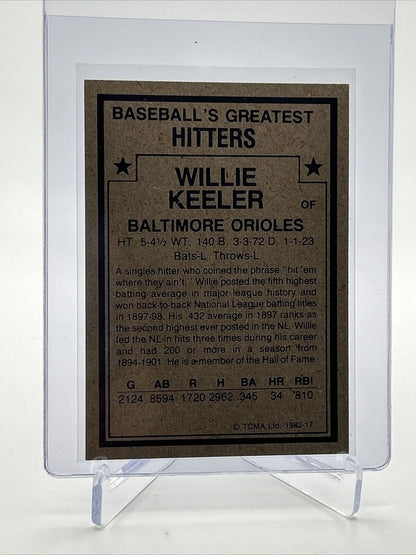 BASEBALL'S GREATEST
HITTERS
WILLIE
KEELER OF
BALTIMORE ORIOLES
HT. 5-4½ WT. 140 B. 3-3-72 D. 1-1-23
Bats-L, Throws-L
A singles hitter who coined the phrase "hit 'em
where they ain't," Willie posted the fifth highest
batting average in major league history and
won back-to-back National League batting titles
in 1897-98. His .432 average in 1897 ranks as
the second highest ever posted in the NL. Willie
led the NL in hits three times during his career
and had 200 or more in a season from
1894-1901. He is a member of the Hall of Fame
G AB R H BA HR RBI
2124 8594 1720 2962 .345 34 *810
© TCMA Ltd. 1982-17